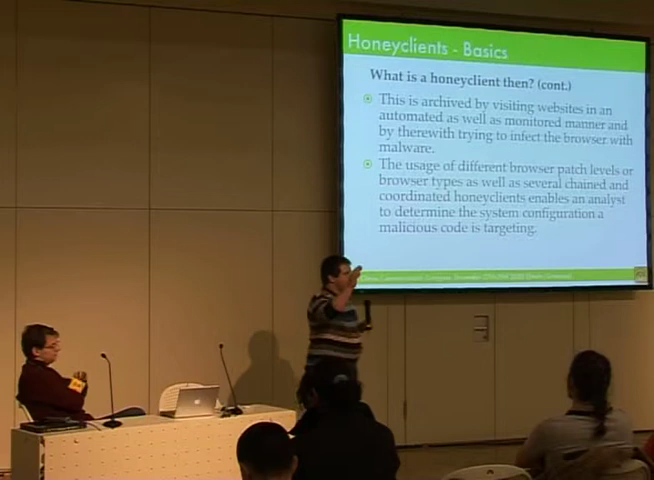 Honeyclients - Basics
What is a honeyclient then? (cont.)
This is archived by visiting websites in an
automated as well as monitored manner and
by therewith trying to infect the browser with
malware.
The usage of different browser patch levels or
browser types as well as several chained and
coordinated honeyclients enables an analyst
to determine the system configuration a
malicious code is targeting.